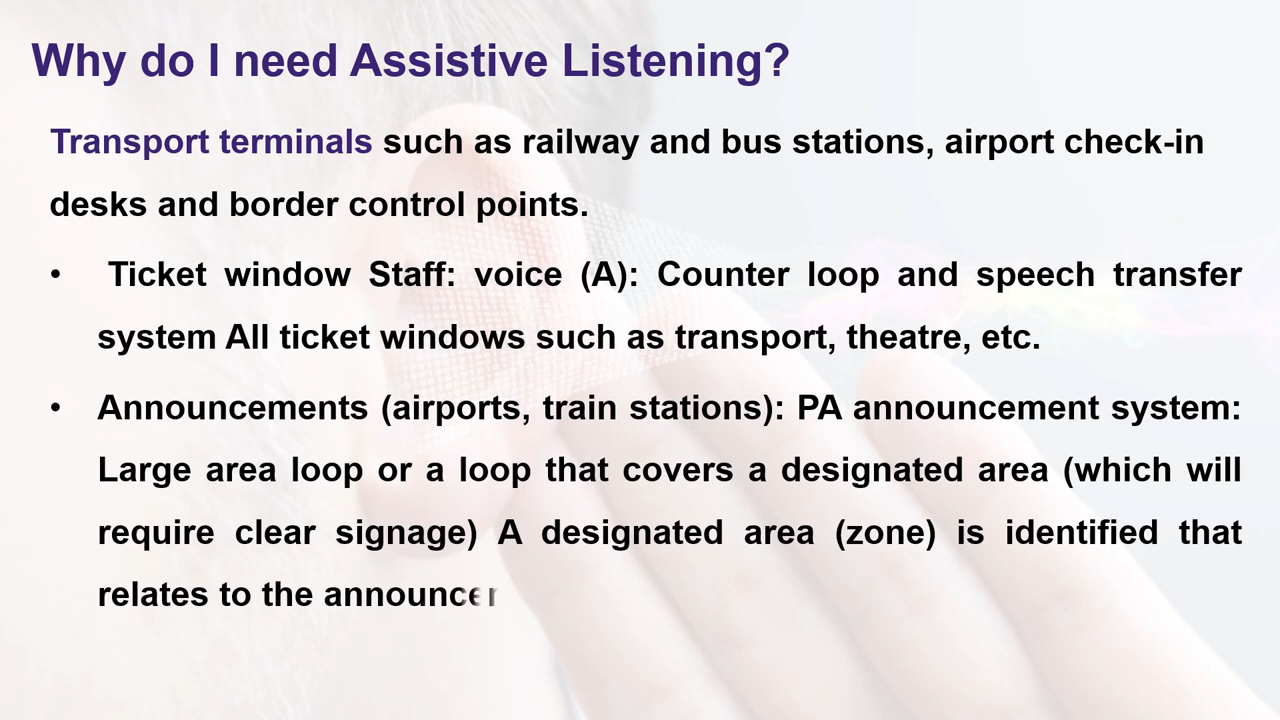 Why do I need Assistive Listening?
Transport terminals such as railway and bus stations, airport check-in
desks and border control points.
• Ticket window Staff: voice (A): Counter loop and speech transfer
system All ticket windows such as transport, theatre, etc.
• Announcements (airports, train stations): PA announcement system:
Large area loop or a loop that covers a designated area (which will
require clear signage) A designated area (zone) is identified that
relates to the